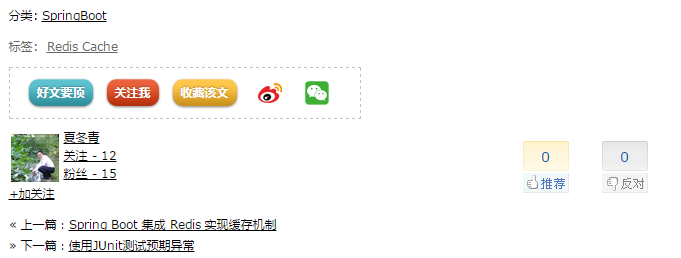 分类: SpringBoot
标签: Redis Cache
好文要顶 关注我 收藏该文
夏冬青
关注 - 12
粉丝 - 15
+加关注
0 0
推荐 反对
« 上一篇：Spring Boot 集成 Redis 实现缓存机制
» 下一篇：使用JUnit测试预期异常